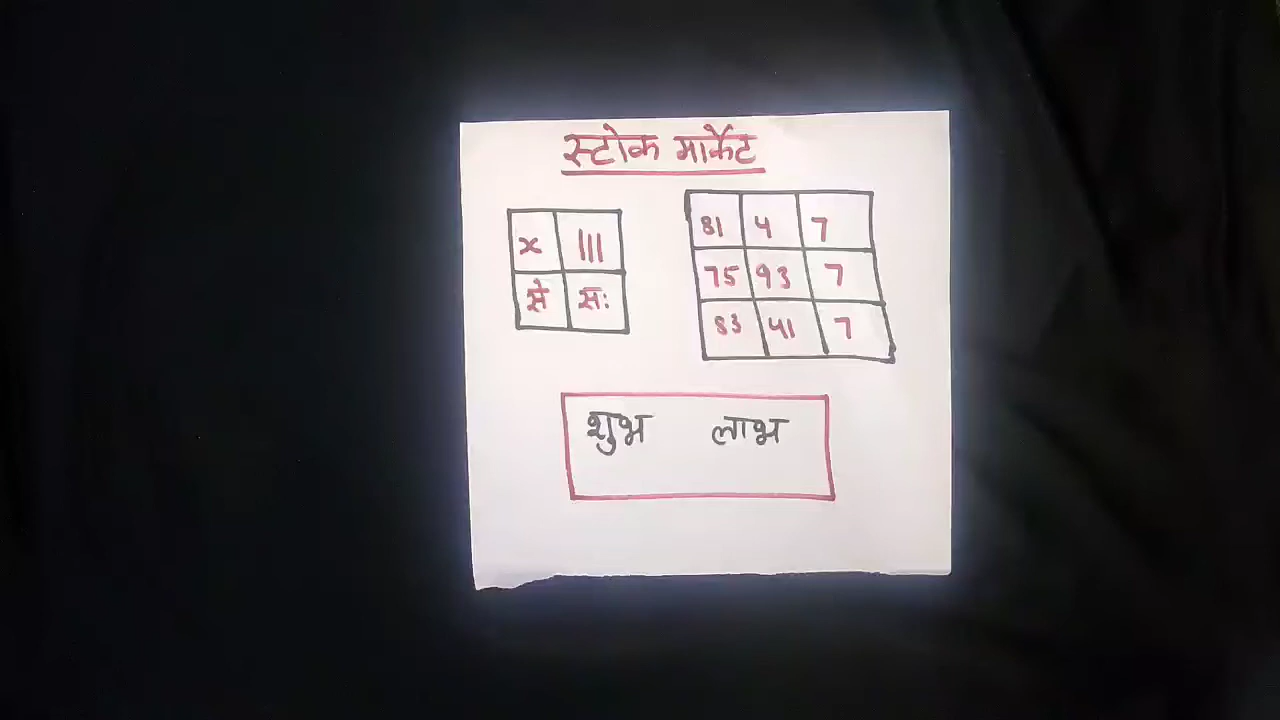 स्टोक मार्केट
x |||
से सः
81 4 7
75 93 7
83 41 7
शुभ लाभ